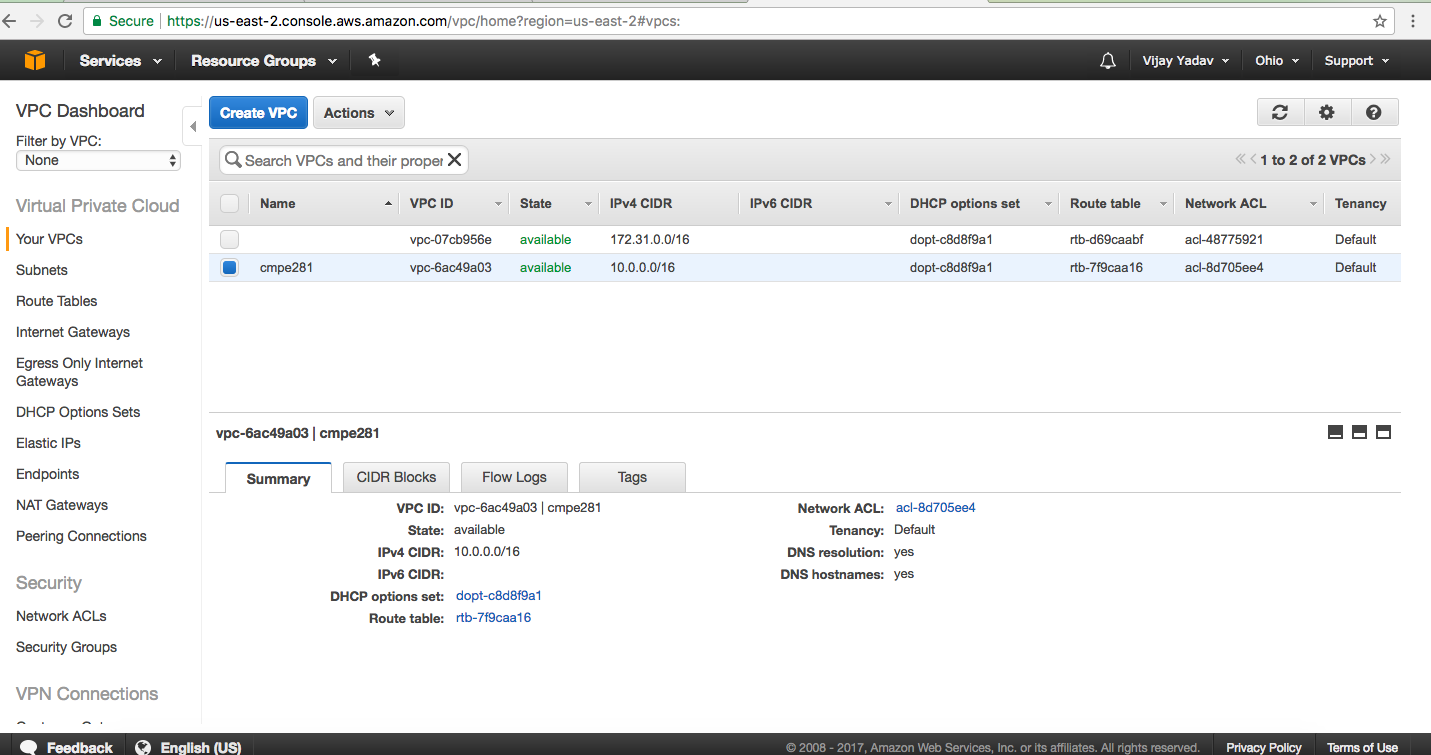 Secure https://us-east-2.console.aws.amazon.com/vpc/home?region=us-east-2#vpcs:
Services Resource Groups Vijay Yadav Ohio Support
VPC Dashboard
Filter by VPC:
None
Virtual Private Cloud
Your VPCs
Subnets
Route Tables
Internet Gateways
Egress Only Internet
Gateways
DHCP Options Sets
Elastic IPs
Endpoints
NAT Gateways
Peering Connections
Security
Network ACLs
Security Groups
VPN Connections
Create VPC Actions
Search VPCs and their proper 1 to 2 of 2 VPCs
Name VPC ID State IPv4 CIDR IPv6 CIDR DHCP options set Route table Network ACL Tenancy
vpc-07cb956e available 172.31.0.0/16 dopt-c8d8f9a1 rtb-d69caabf acl-48775921 Default
cmpe281 vpc-6ac49a03 available 10.0.0.0/16 dopt-c8d8f9a1 rtb-7f9caa16 acl-8d705ee4 Default
vpc-6ac49a03 | cmpe281
Summary CIDR Blocks Flow Logs Tags
VPC ID: vpc-6ac49a03 | cmpe281
State: available
IPv4 CIDR: 10.0.0.0/16
IPv6 CIDR:
DHCP options set: dopt-c8d8f9a1
Route table: rtb-7f9caa16
Network ACL: acl-8d705ee4
Tenancy: Default
DNS resolution: yes
DNS hostnames: yes
Feedback English (US) © 2008 - 2017, Amazon Web Services, Inc. or its affiliates. All rights reserved. Privacy Policy Terms of Use